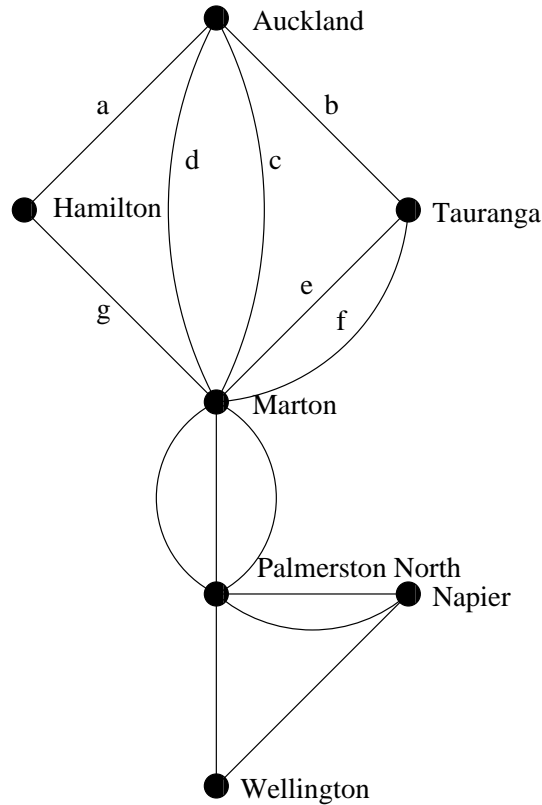 Auckland
a
b
d
c
Hamilton
Tauranga
e
g
f
Marton
Palmerston North
Napier
Wellington